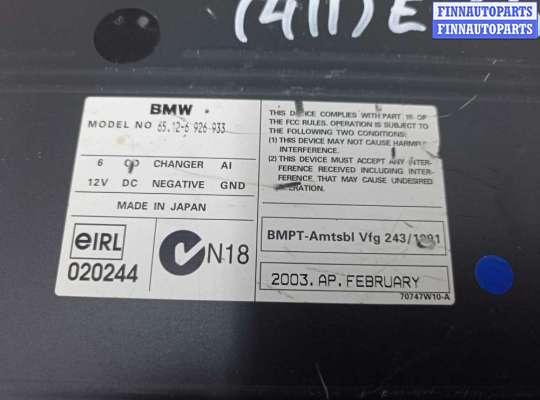 (411) E
FINNAUTOPARTS
FINNAUTOPARTS
FINNAUTOPARTS
BMW
MODEL NO 65.12-6 926 933
6 CD CHANGER AI
12V DC NEGATIVE GND
MADE IN JAPAN
eIRL
020244
N18
THIS DEVICE COMPLIES WITH PART 15 OF
THE FCC RULES. OPERATION IS SUBJECT TO
THE FOLLOWING TWO CONDITIONS:
(1) THIS DEVICE MAY NOT CAUSE HARMFUL
INTERFERENCE.
(2) THIS DEVICE MUST ACCEPT ANY INTER-
FERENCE RECEIVED INCLUDING INTER-
FERENCE THAT MAY CAUSE UNDESIRED
OPERATION.
BMPT-Amtsbl Vfg 243/1991
2003. AP. FEBRUARY
70747W10-A